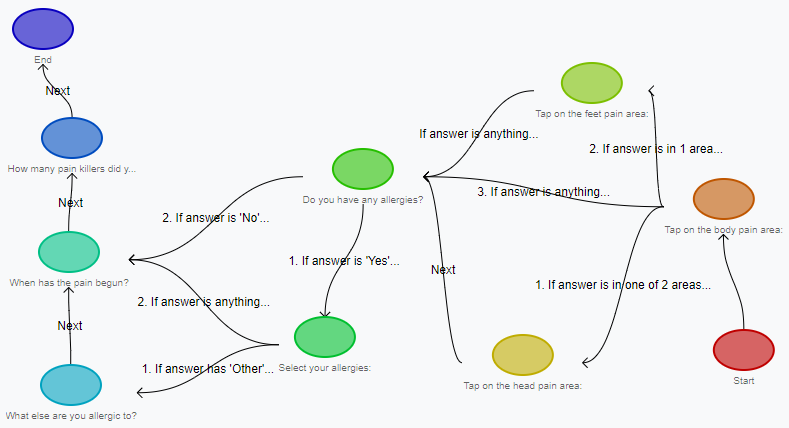 End
Next
How many pain killers did y...
Next
When has the pain begun?
Next
What else are you allergic to?
2. If answer is 'No'...
2. If answer is anything...
1. If answer has 'Other'...
Do you have any allergies?
1. If answer is 'Yes'...
Select your allergies:
Tap on the feet pain area:
If answer is anything...
2. If answer is in 1 area...
3. If answer is anything...
Tap on the body pain area:
Next
1. If answer is in one of 2 areas...
Tap on the head pain area:
Start